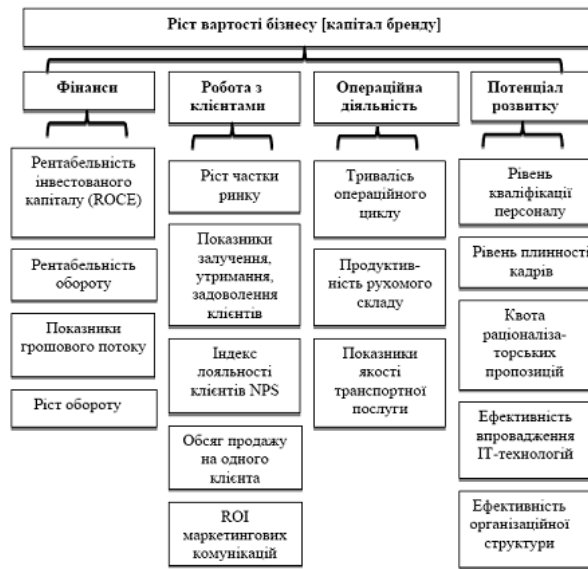 Ріст вартості бізнесу [капітал бренду]
Фінанси
Рентабельність
інвестованого
капіталу (ROCE)
Рентабельність
обороту
Показники
грошового потоку
Ріст обороту
Робота з
клієнтами
Ріст частки
ринку
Показники
залучення,
утримання,
задоволення
клієнтів
Індекс
лояльності
клієнтів NPS
Обсяг продажу
на одного
клієнта
ROI
маркетингових
комунікацій
Операційна
діяльність
Тривалісь
операційного
циклу
Продуктив-
ність рухомого
складу
Показники
якості
транспортної
послуги
Потенціал
розвитку
Рівень
кваліфікації
персоналу
Рівень плинності
кадрів
Квота
раціоналіза-
торських
пропозицій
Ефективність
впровадження
ІТ-технологій
Ефективність
організаційної
структури